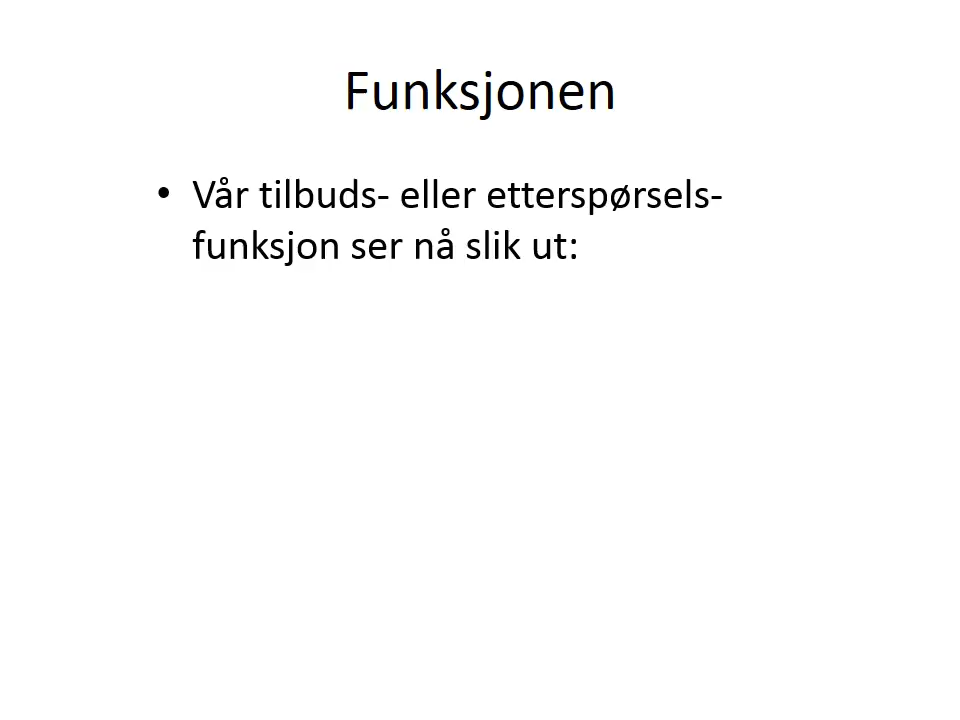 Funksjonen
• Vår tilbuds- eller etterspørsels-
funksjon ser nå slik ut: